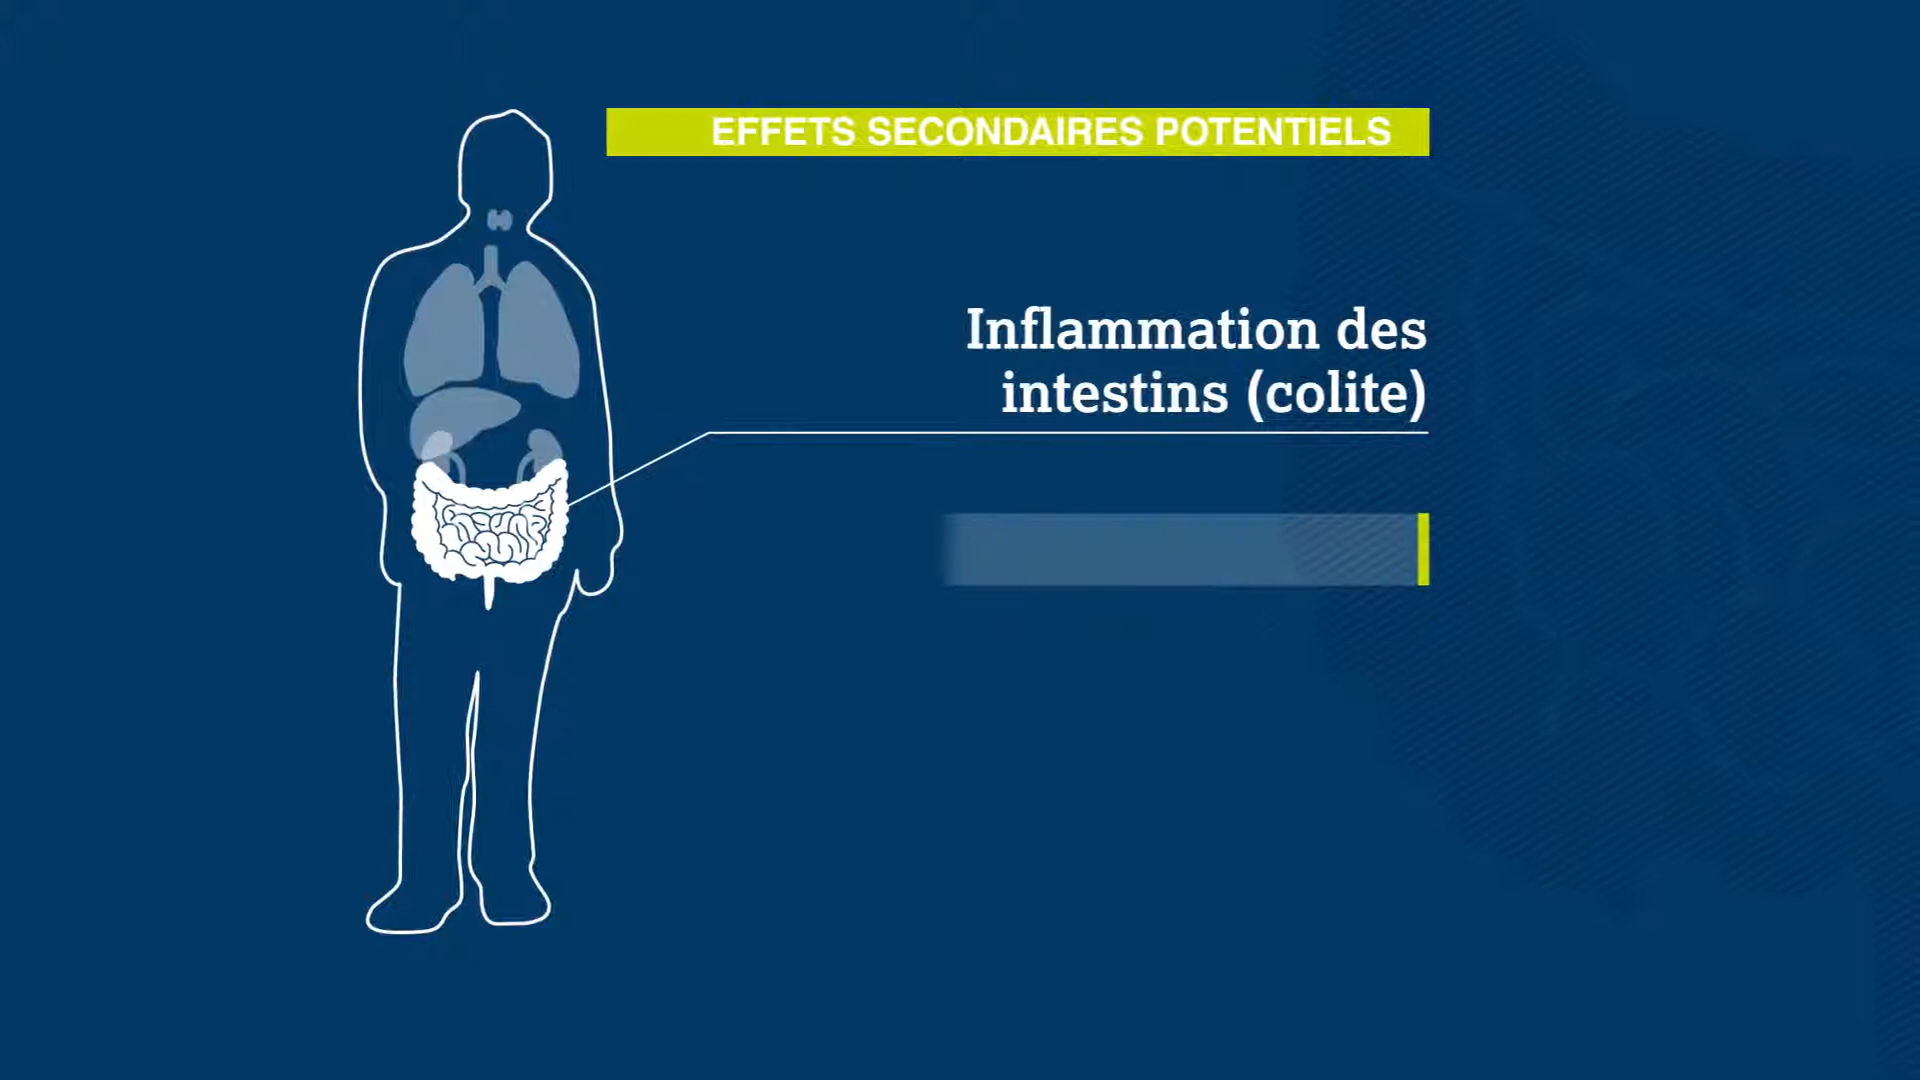 EFFETS SECONDAIRES POTENTIELS
Inflammation des
intestins (colite)